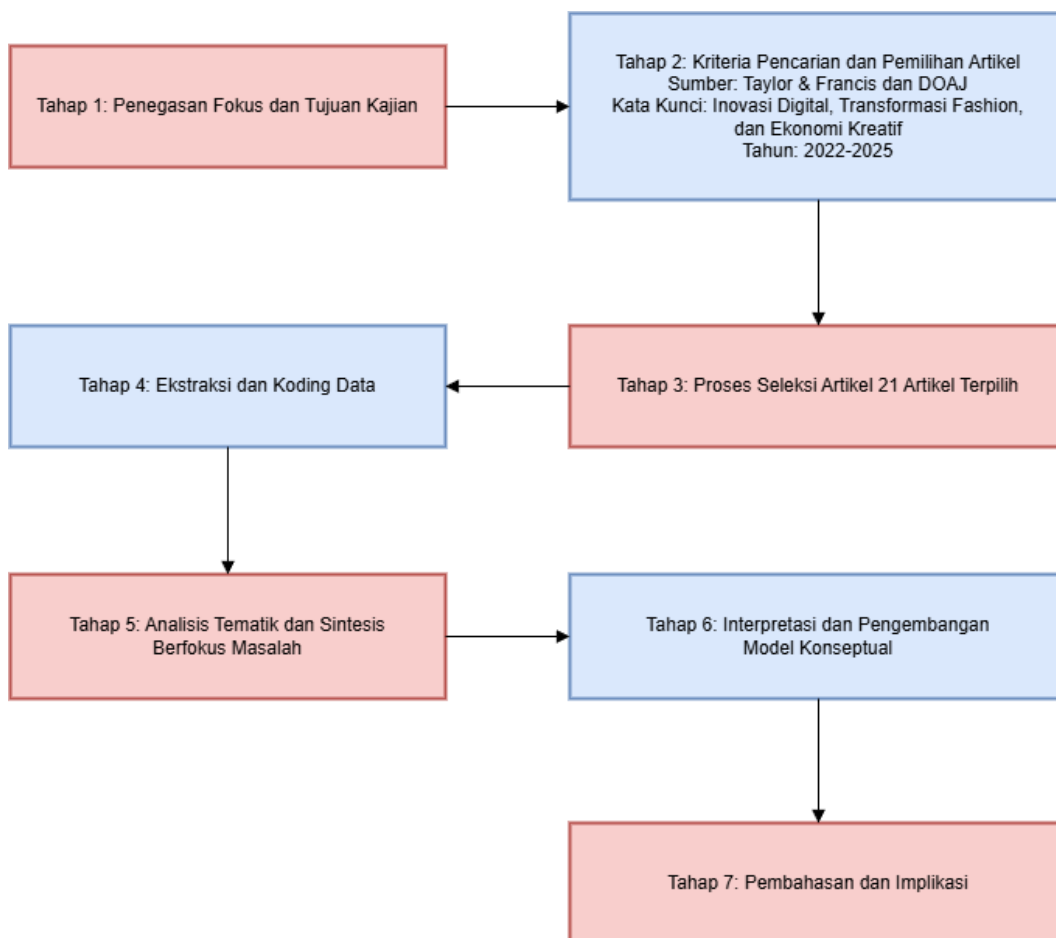 Tahap 1: Penegasan Fokus dan Tujuan Kajian
Tahap 2: Kriteria Pencarian dan Pemilihan Artikel
Sumber: Taylor & Francis dan DOAJ
Kata Kunci: Inovasi Digital, Transformasi Fashion,
dan Ekonomi Kreatif
Tahun: 2022-2025
Tahap 3: Proses Seleksi Artikel 21 Artikel Terpilih
Tahap 4: Ekstraksi dan Koding Data
Tahap 5: Analisis Tematik dan Sintesis
Berfokus Masalah
Tahap 6: Interpretasi dan Pengembangan
Model Konseptual
Tahap 7: Pembahasan dan Implikasi